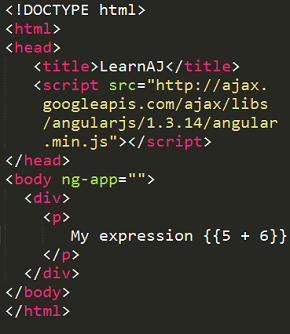 <!DOCTYPE html>
<html>
<head>
<title>LearnAJ</title>
<script src="http://ajax.
googleapis.com/ajax/libs
/angularjs/1.3.14/angular
.min.js"></script>
</head>
<body ng-app="">
<div>
<p>
My expression {{5 + 6}}
</p>
</div>
</body>
</html>